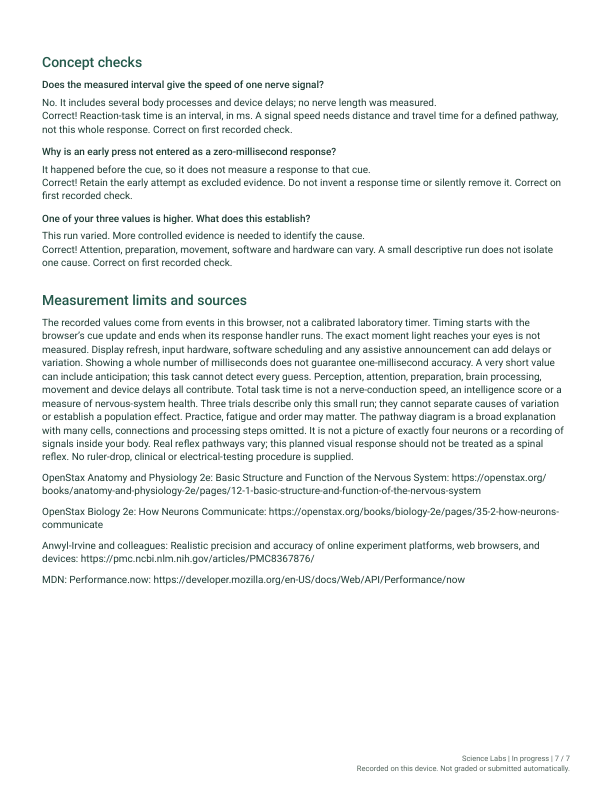 Concept checks
Does the measured interval give the speed of one nerve signal?
No. It includes several body processes and device delays; no nerve length was measured.
Correct! Reaction-task time is an interval, in ms. A signal speed needs distance and travel time for a defined pathway,
not this whole response. Correct on first recorded check.
Why is an early press not entered as a zero-millisecond response?
It happened before the cue, so it does not measure a response to that cue.
Correct! Retain the early attempt as excluded evidence. Do not invent a response time or silently remove it. Correct on
first recorded check.
One of your three values is higher. What does this establish?
This run varied. More controlled evidence is needed to identify the cause.
Correct! Attention, preparation, movement, software and hardware can vary. A small descriptive run does not isolate
one cause. Correct on first recorded check.
Measurement limits and sources
The recorded values come from events in this browser, not a calibrated laboratory timer. Timing starts with the
browser's cue update and ends when its response handler runs. The exact moment light reaches your eyes is not
measured. Display refresh, input hardware, software scheduling and any assistive announcement can add delays or
variation. Showing a whole number of milliseconds does not guarantee one-millisecond accuracy. A very short value
can include anticipation; this task cannot detect every guess. Perception, attention, preparation, brain processing,
movement and device delays all contribute. Total task time is not a nerve-conduction speed, an intelligence score or a
measure of nervous-system health. Three trials describe only this small run; they cannot separate causes of variation
or establish a population effect. Practice, fatigue and order may matter. The pathway diagram is a broad explanation
with many cells, connections and processing steps omitted. It is not a picture of exactly four neurons or a recording of
signals inside your body. Real reflex pathways vary; this planned visual response should not be treated as a spinal
reflex. No ruler-drop, clinical or electrical-testing procedure is supplied.
OpenStax Anatomy and Physiology 2e: Basic Structure and Function of the Nervous System: https://openstax.org/
books/anatomy-and-physiology-2e/pages/12-1-basic-structure-and-function-of-the-nervous-system
OpenStax Biology 2e: How Neurons Communicate: https://openstax.org/books/biology-2e/pages/35-2-how-neurons-
communicate
Anwyl-Irvine and colleagues: Realistic precision and accuracy of online experiment platforms, web browsers, and
devices: https://pmc.ncbi.nlm.nih.gov/articles/PMC8367876/
MDN: Performance.now: https://developer.mozilla.org/en-US/docs/Web/API/Performance/now
Science Labs | In progress | 7 / 7
Recorded on this device. Not graded or submitted automatically.